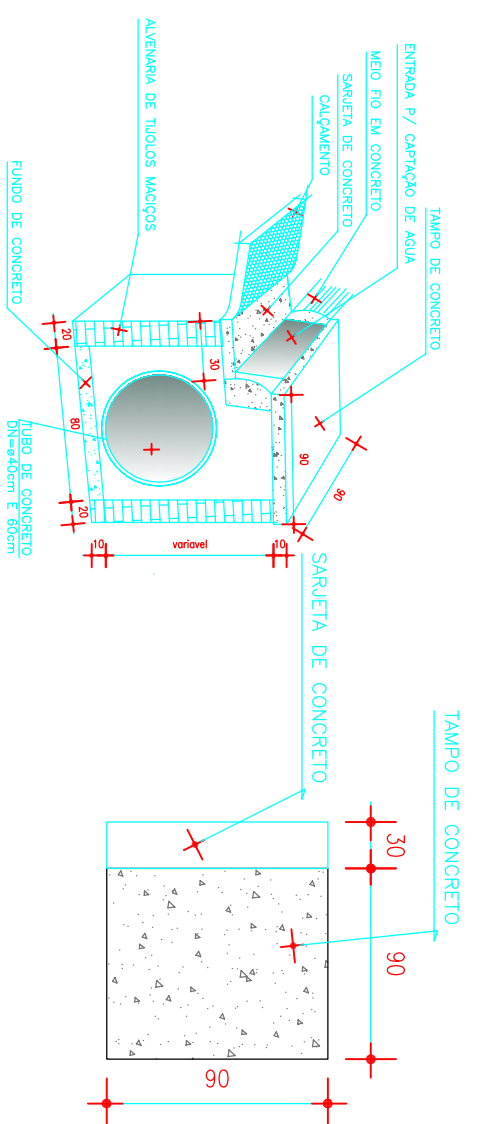 ENTRADA P/ CAPTAÇÃO DE AGUA
MEIO FIO EM CONCRETO
SARJETA DE CONCRETO
CALÇAMENTO
TAMPO DE CONCRETO
ALVENARIA DE TIJOLOS MACIÇOS
FUNDO DE CONCRETO
TUBO DE CONCRETO
DN=ø40cm E 60cm
20
80
20
30
90
90
10
variavel
10
SARJETA DE CONCRETO
TAMPO DE CONCRETO
30
90
90